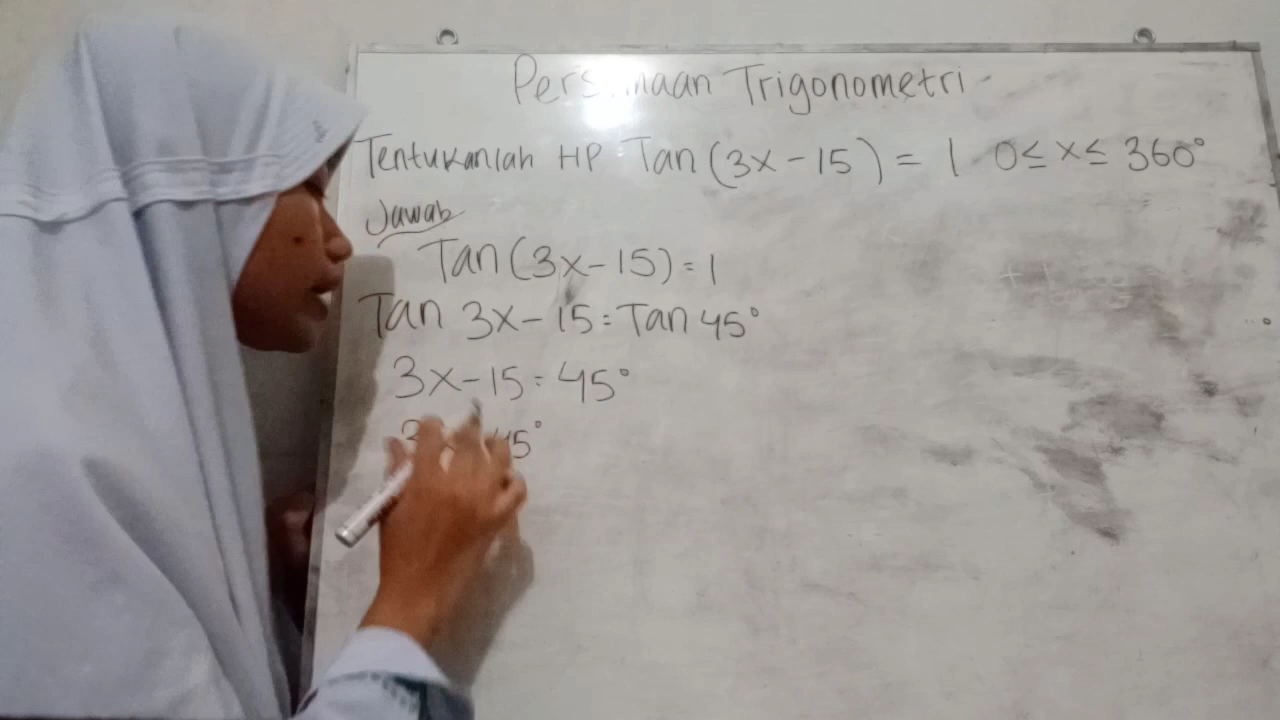 Trigonometri
Tentukanlah HP Tan (3x - 15) = 1 0 ≤ x ≤ 360°
Jawab
Tan (3x - 15) = 1
Tan 3x - 15 = Tan 45°
3x - 15 = 45°